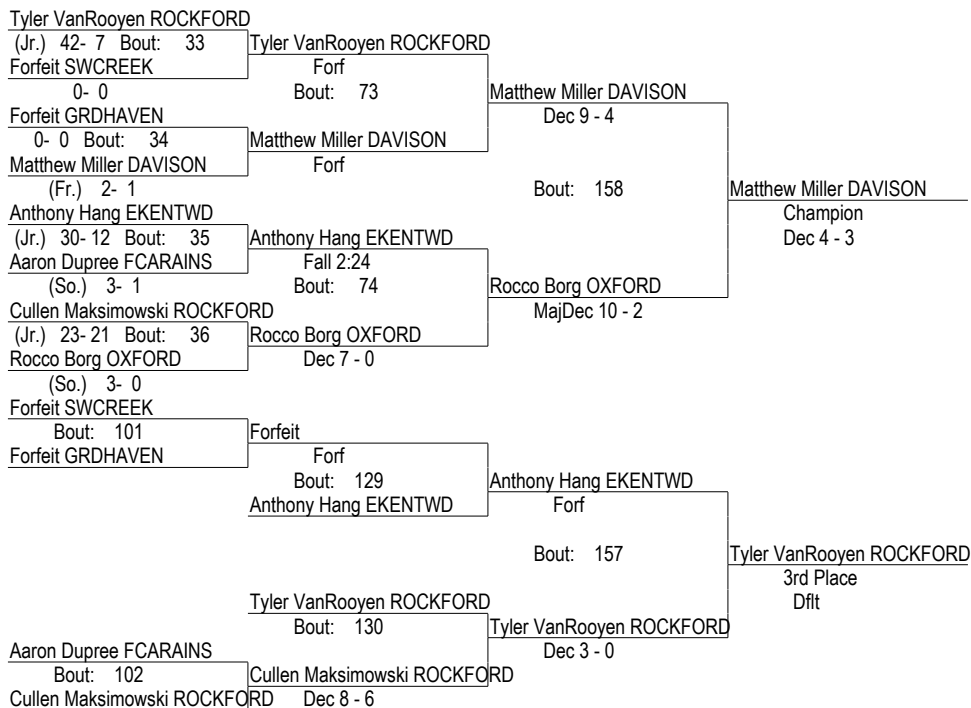 Tyler VanRooyen ROCKFORD
(Jr.) 42- 7 Bout: 33 Tyler VanRooyen ROCKFORD
Forfeit SWCREEK Forf
0- 0 Bout: 73 Matthew Miller DAVISON
Forfeit GRDHAVEN Dec 9 - 4
0- 0 Bout: 34 Matthew Miller DAVISON
Matthew Miller DAVISON Forf
(Fr.) 2- 1 Bout: 158 Matthew Miller DAVISON
Anthony Hang EKENTWD Champion
(Jr.) 30- 12 Bout: 35 Anthony Hang EKENTWD Dec 4 - 3
Aaron Dupree FCARAINS Fall 2:24
(So.) 3- 1 Bout: 74 Rocco Borg OXFORD
Cullen Maksimowski ROCKFORD MajDec 10 - 2
(Jr.) 23- 21 Bout: 36 Rocco Borg OXFORD
Rocco Borg OXFORD Dec 7 - 0
(So.) 3- 0
Forfeit SWCREEK
Bout: 101 Forfeit
Forfeit GRDHAVEN Forf
Bout: 129 Anthony Hang EKENTWD
Anthony Hang EKENTWD Forf
Bout: 157 Tyler VanRooyen ROCKFORD
3rd Place
Tyler VanRooyen ROCKFORD Dflt
Bout: 130 Tyler VanRooyen ROCKFORD
Aaron Dupree FCARAINS Dec 3 - 0
Bout: 102 Cullen Maksimowski ROCKFORD
Cullen Maksimowski ROCKFORD Dec 8 - 6